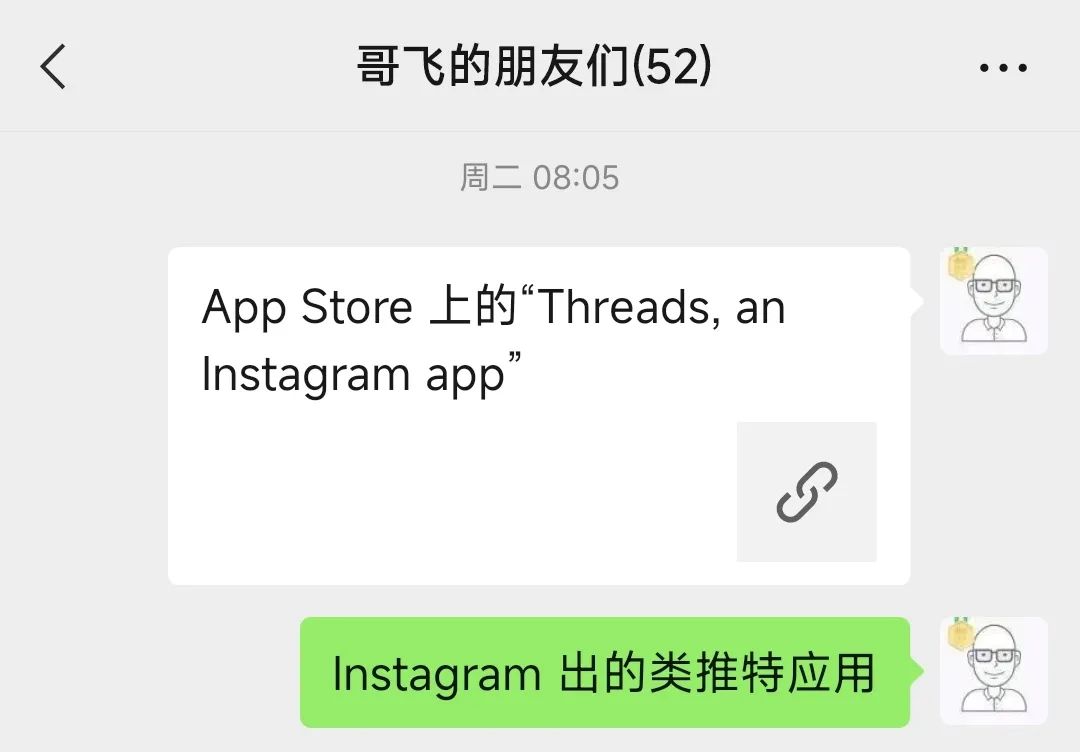 哥飞的朋友们(52)
周二 08:05
App Store 上的“Threads, an
Instagram app”
Instagram 出的类推特应用